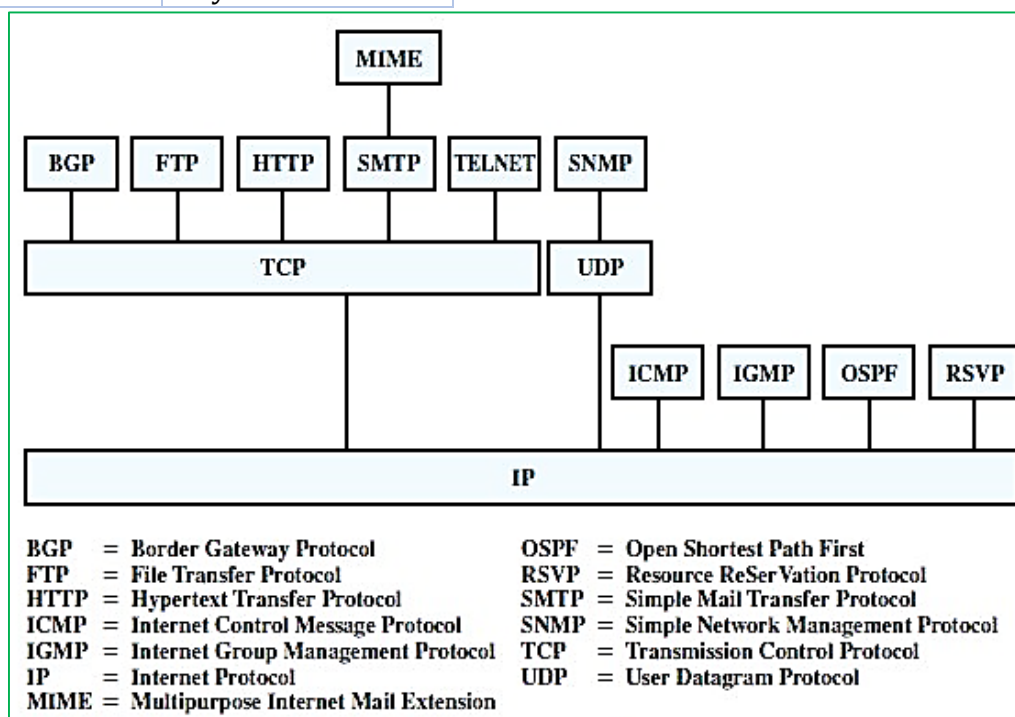 MIME
BGP FTP HTTP SMTP TELNET SNMP
TCP UDP
ICMP IGMP OSPF RSVP
IP
BGP = Border Gateway Protocol
FTP = File Transfer Protocol
HTTP = Hypertext Transfer Protocol
ICMP = Internet Control Message Protocol
IGMP = Internet Group Management Protocol
IP = Internet Protocol
MIME = Multipurpose Internet Mail Extension
OSPF = Open Shortest Path First
RSVP = Resource ReSerVation Protocol
SMTP = Simple Mail Transfer Protocol
SNMP = Simple Network Management Protocol
TCP = Transmission Control Protocol
UDP = User Datagram Protocol